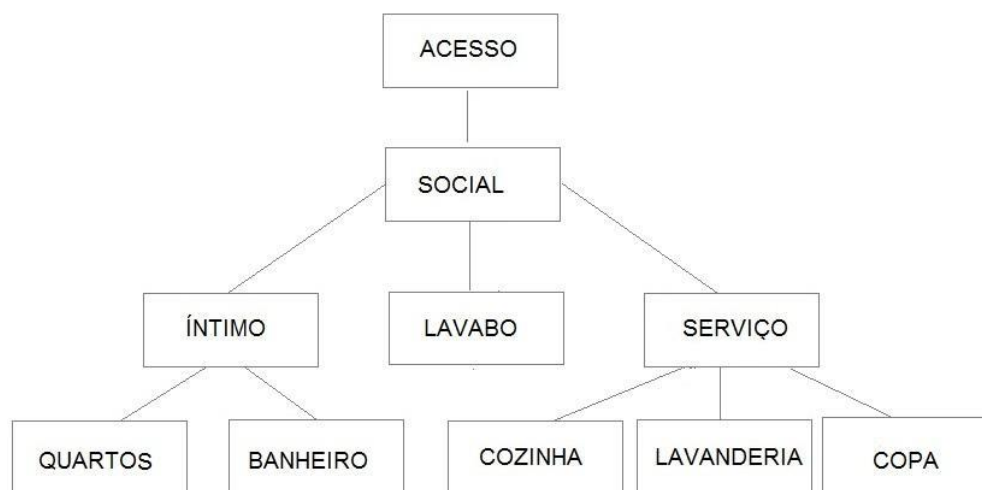 ACESSO
SOCIAL
ÍNTIMO
LAVABO
SERVIÇO
QUARTOS
BANHEIRO
COZINHA
LAVANDERIA
COPA